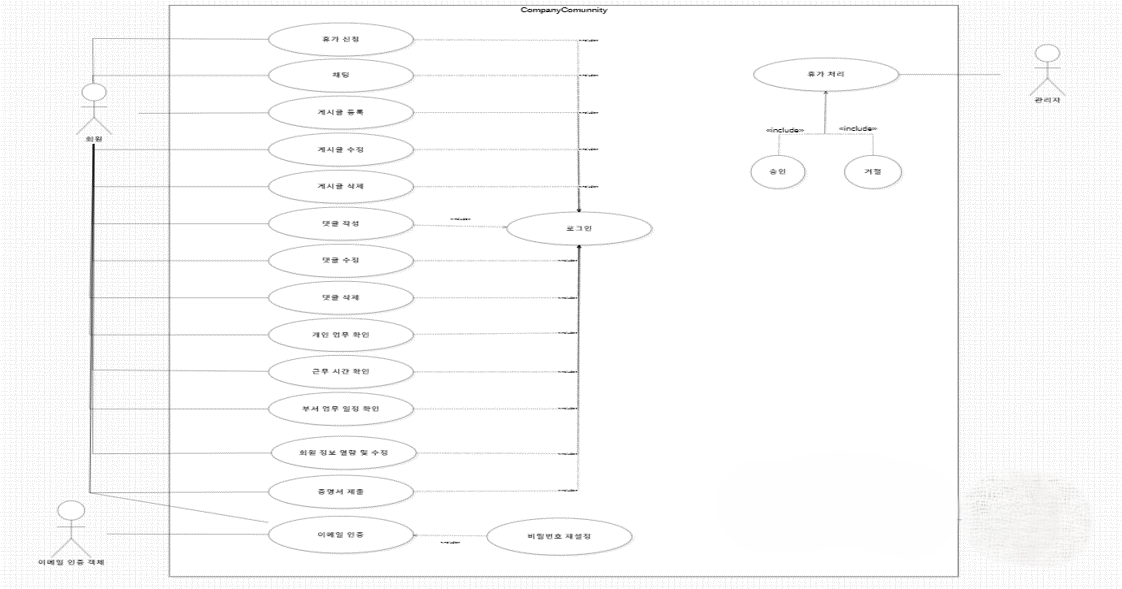 CompanyComunnity
휴가 신청
채팅
게시글 등록
게시글 수정
게시글 삭제
댓글 작성
댓글 수정
댓글 삭제
개인 업무 확인
근무 시간 확인
부서 업무 일정 확인
회원 정보 열람 및 수정
증명서 제출
이메일 인증
비밀번호 재설정
로그인
회원
이메일 인증 객체
휴가 처리
«include»
«include»
승인
거절
관리자